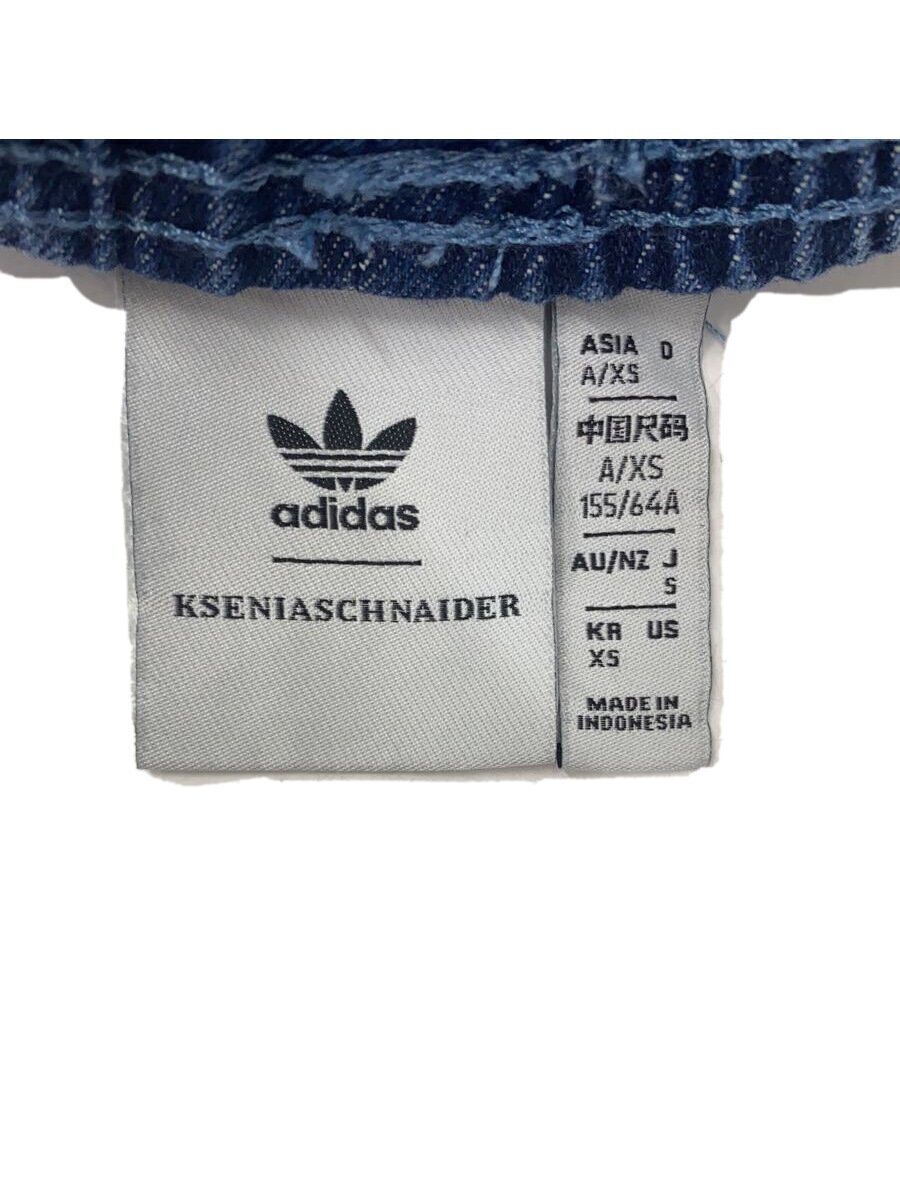 adidas
KSENIASCHNAIDER
ASIA D
A/XS
中国尺码
A/XS
155/64A
AU/NZ J
S
KR US
XS
MADE IN
INDONESIA